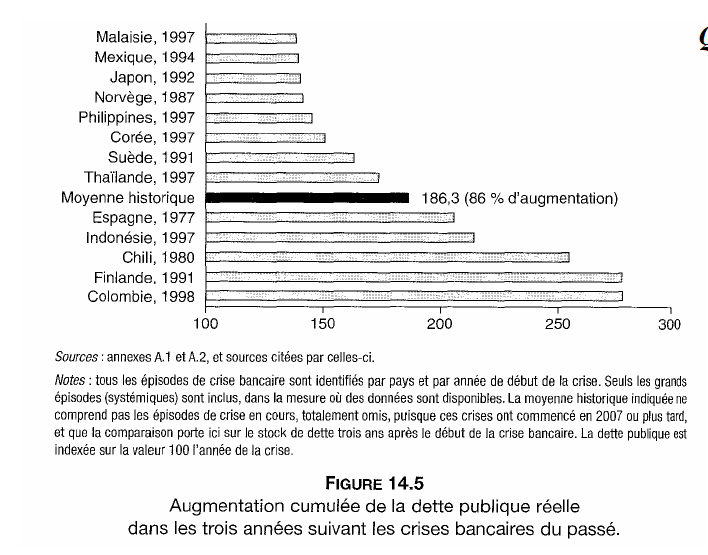 Malaisie, 1997
Mexique, 1994
Japon, 1992
Norvège, 1987
Philippines, 1997
Corée, 1997
Suède, 1991
Thaïlande, 1997
Moyenne historique 186,3 (86 % d'augmentation)
Espagne, 1977
Indonésie, 1997
Chili, 1980
Finlande, 1991
Colombie, 1998
100 150 200 250 300
Sources : annexes A.1 et A.2, et sources citées par celles-ci.
Notes : tous les épisodes de crise bancaire sont identifiés par pays et par année de début de la crise. Seuls les grands
épisodes (systémiques) sont inclus, dans la mesure où des données sont disponibles. La moyenne historique indiquée ne
comprend pas les épisodes de crise en cours, totalement omis, puisque ces crises ont commencé en 2007 ou plus tard,
et que la comparaison porte ici sur le stock de dette trois ans après le début de la crise bancaire. La dette publique est
indexée sur la valeur 100 l'année de la crise.
FIGURE 14.5
Augmentation cumulée de la dette publique réelle
dans les trois années suivant les crises bancaires du passé.